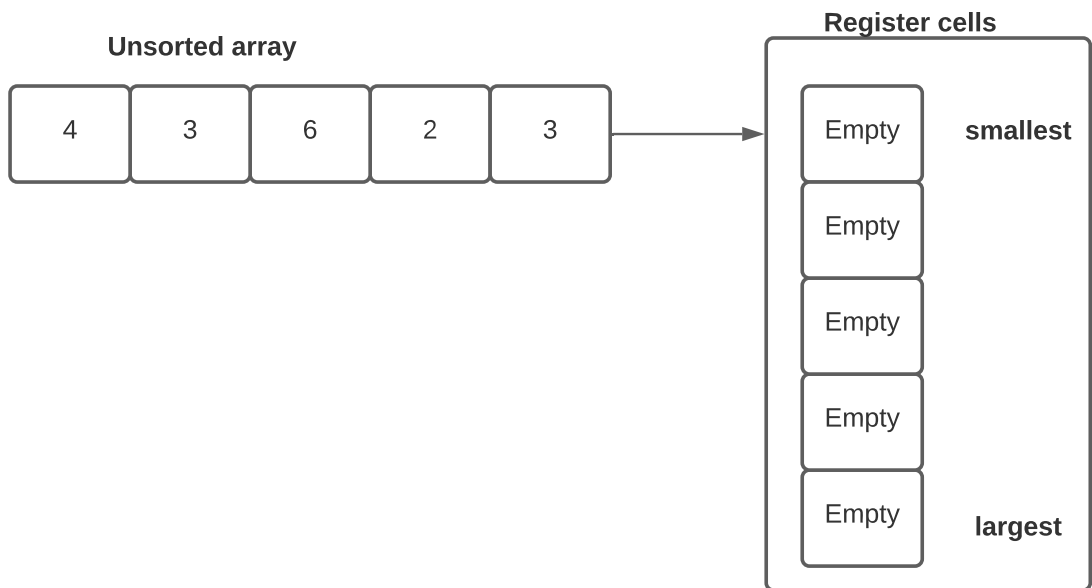 Register cells
Unsorted array
4 3 6 2 3
Empty smallest
Empty
Empty
Empty
Empty largest